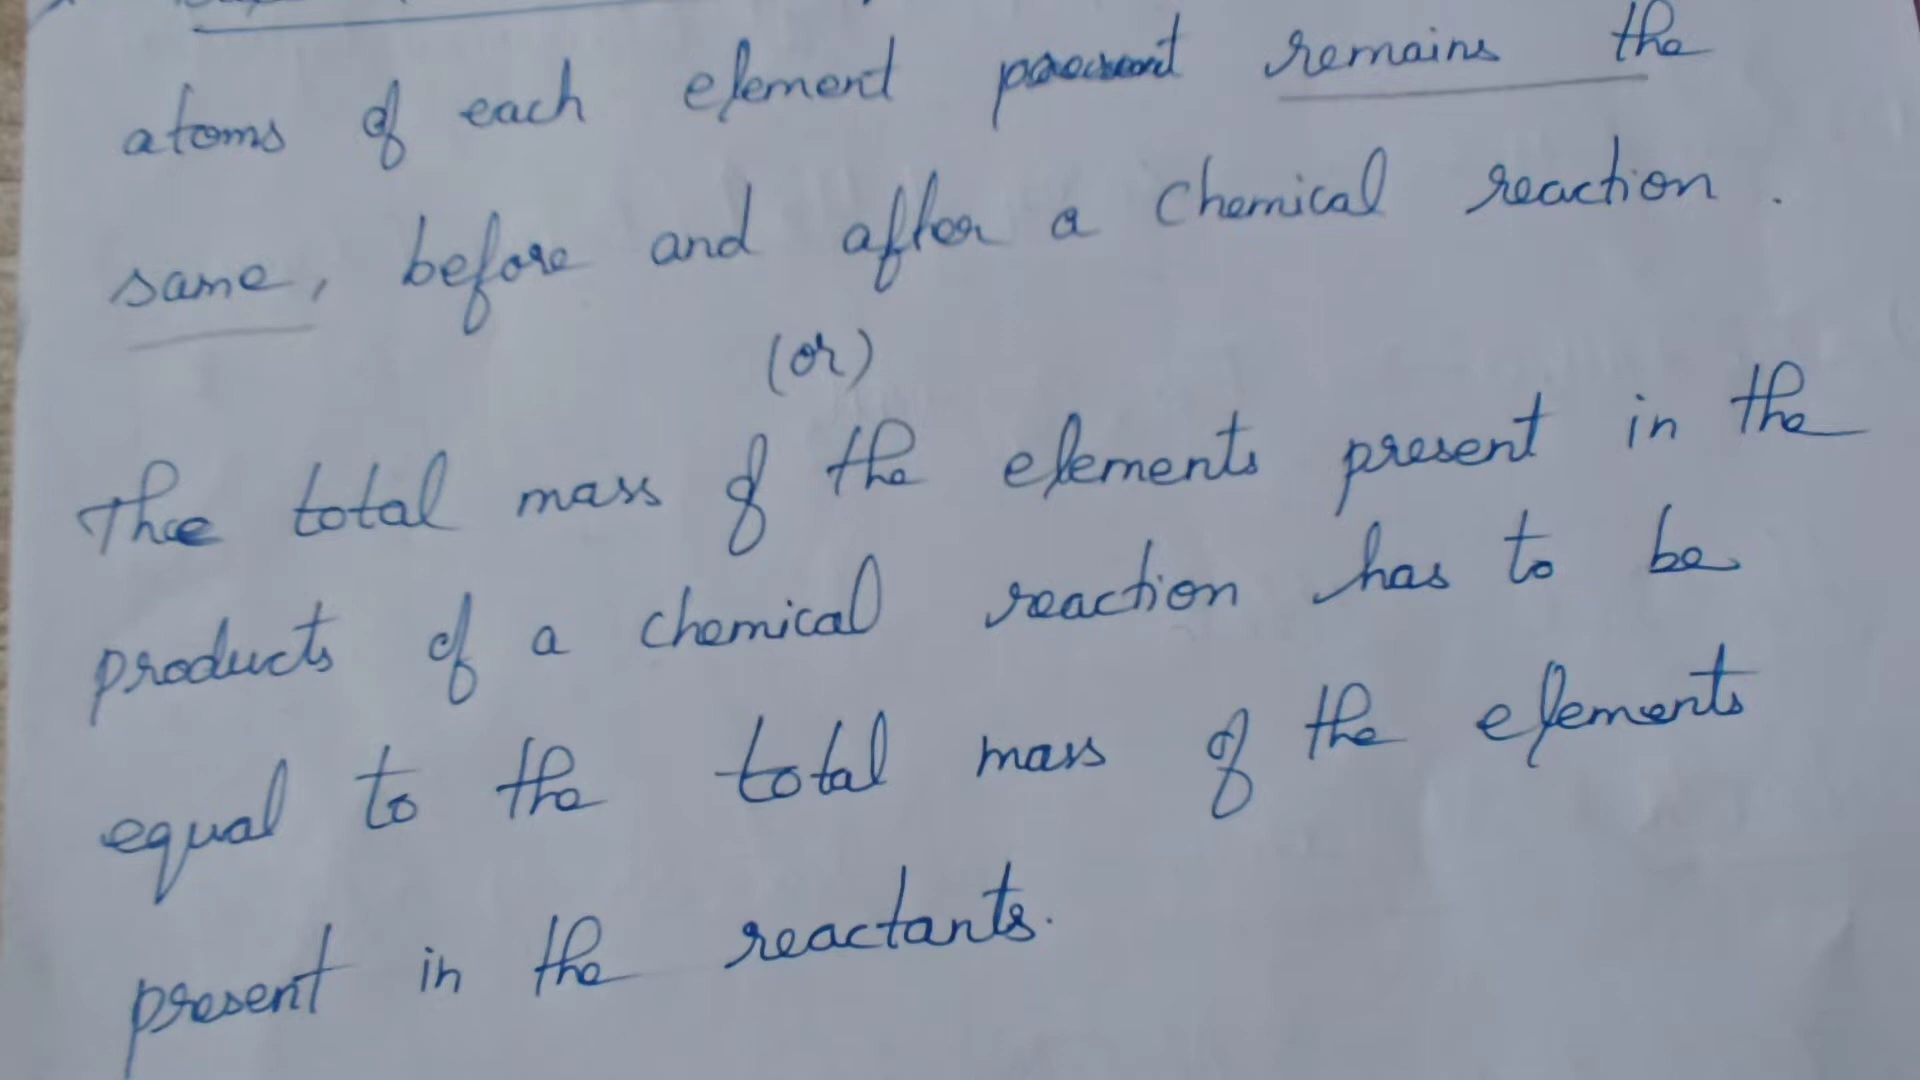 atoms of each element present remains the
same, before and after a chemical reaction.
(or)
The total mass of the elements present in the
products of a chemical reaction has to be
equal to the total mass of the elements
present in the reactants.